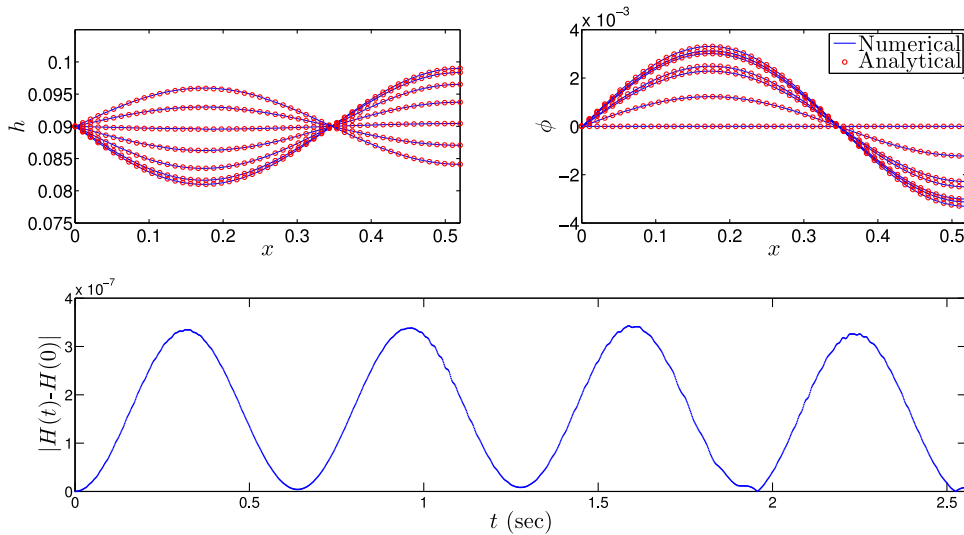 0.1
0.095
0.09
0.085
0.08
0.075
h
0 0.1 0.2 0.3 0.4 0.5
x
4 x 10⁻³
2
0
−2
−4
ϕ
0 0.1 0.2 0.3 0.4 0.5
x
Numerical
Analytical
4 x 10⁻⁷
3
2
1
0
|H(t)-H(0)|
0 0.5 1 1.5 2 2.5
t (sec)